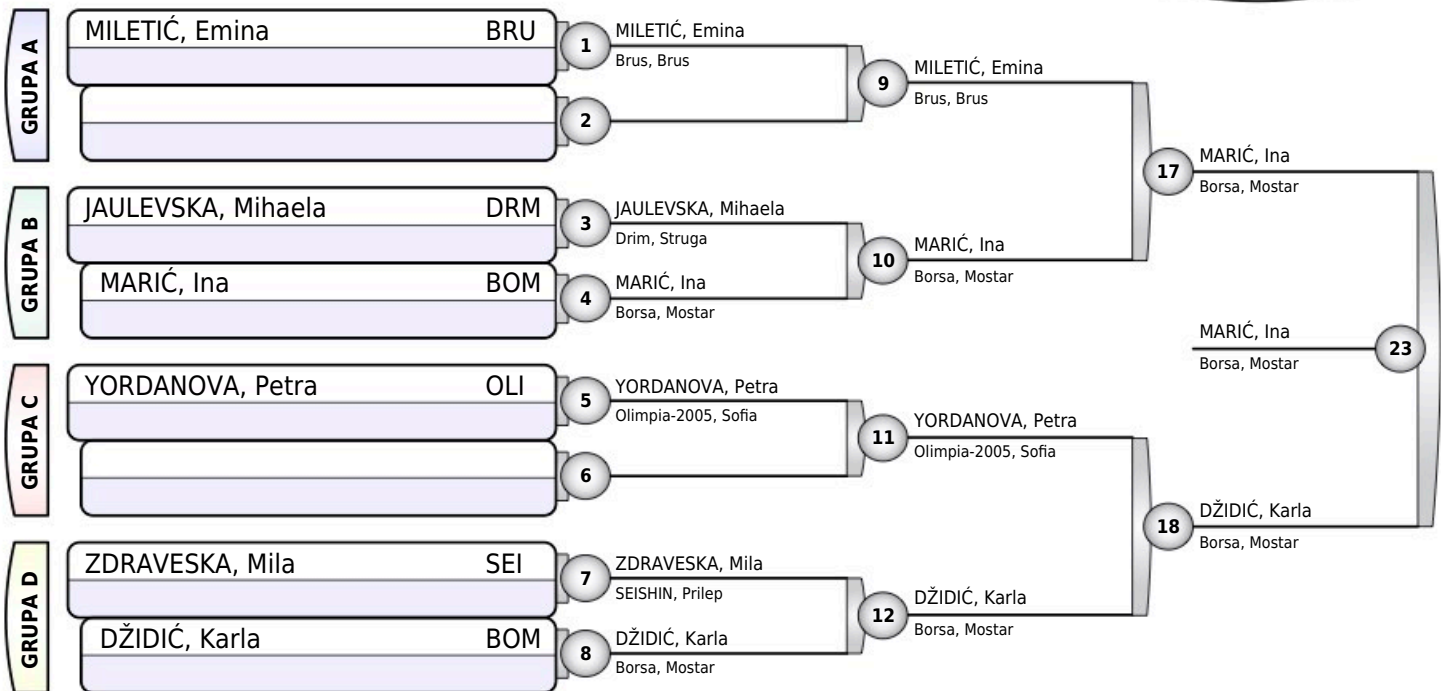 GRUPA A
MILETIĆ, Emina BRU
1
MILETIĆ, Emina
Brus, Brus
2
9
MILETIĆ, Emina
Brus, Brus
GRUPA B
JAULEVSKA, Mihaela DRM
MARIĆ, Ina BOM
3
JAULEVSKA, Mihaela
Drim, Struga
4
MARIĆ, Ina
Borsa, Mostar
10
MARIĆ, Ina
Borsa, Mostar
17
MARIĆ, Ina
Borsa, Mostar
GRUPA C
YORDANOVA, Petra OLI
5
YORDANOVA, Petra
Olimpia-2005, Sofia
6
11
YORDANOVA, Petra
Olimpia-2005, Sofia
GRUPA D
ZDRAVESKA, Mila SEI
DŽIDIĆ, Karla BOM
7
ZDRAVESKA, Mila
SEISHIN, Prilep
8
DŽIDIĆ, Karla
Borsa, Mostar
12
DŽIDIĆ, Karla
Borsa, Mostar
18
DŽIDIĆ, Karla
Borsa, Mostar
MARIĆ, Ina
Borsa, Mostar
23